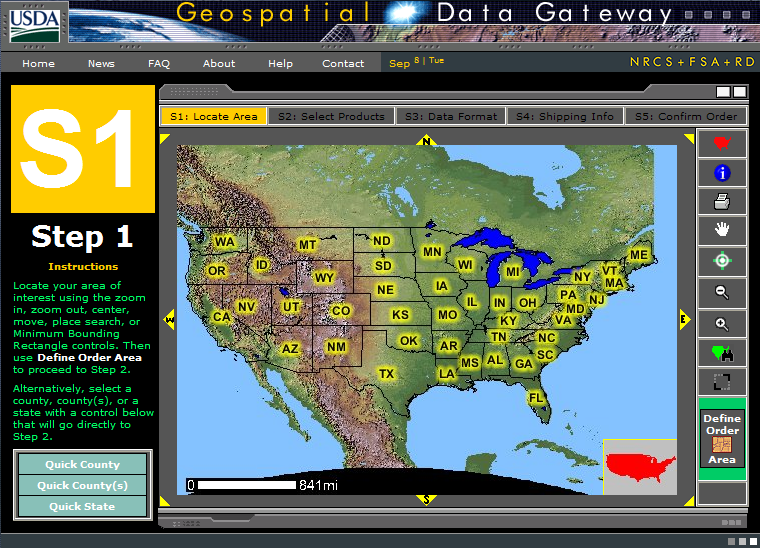 USDA
Geospatial Data Gateway
Home News FAQ About Help Contact Sep 8 | Tue NRCS+FSA+RD
S1
Step 1
Instructions
Locate your area of
interest using the zoom
in, zoom out, center,
move, place search, or
Minimum Bounding
Rectangle controls. Then
use Define Order Area
to proceed to Step 2.
Alternatively, select a
county, county(s), or a
state with a control below
that will go directly to
Step 2.
Quick County
Quick County(s)
Quick State
S1: Locate Area S2: Select Products S3: Data Format S4: Shipping Info S5: Confirm Order
N
WA MT ND MN ME
OR ID SD WI MI NY VT
WY MA
NV UT NE IA PA NJ
CA CO KS IL IN OH MD
MO KY VA
AZ NM OK AR TN NC
TX LA MS AL GA SC
FL
W
E
S
0 841mi
i
Define
Order
Area